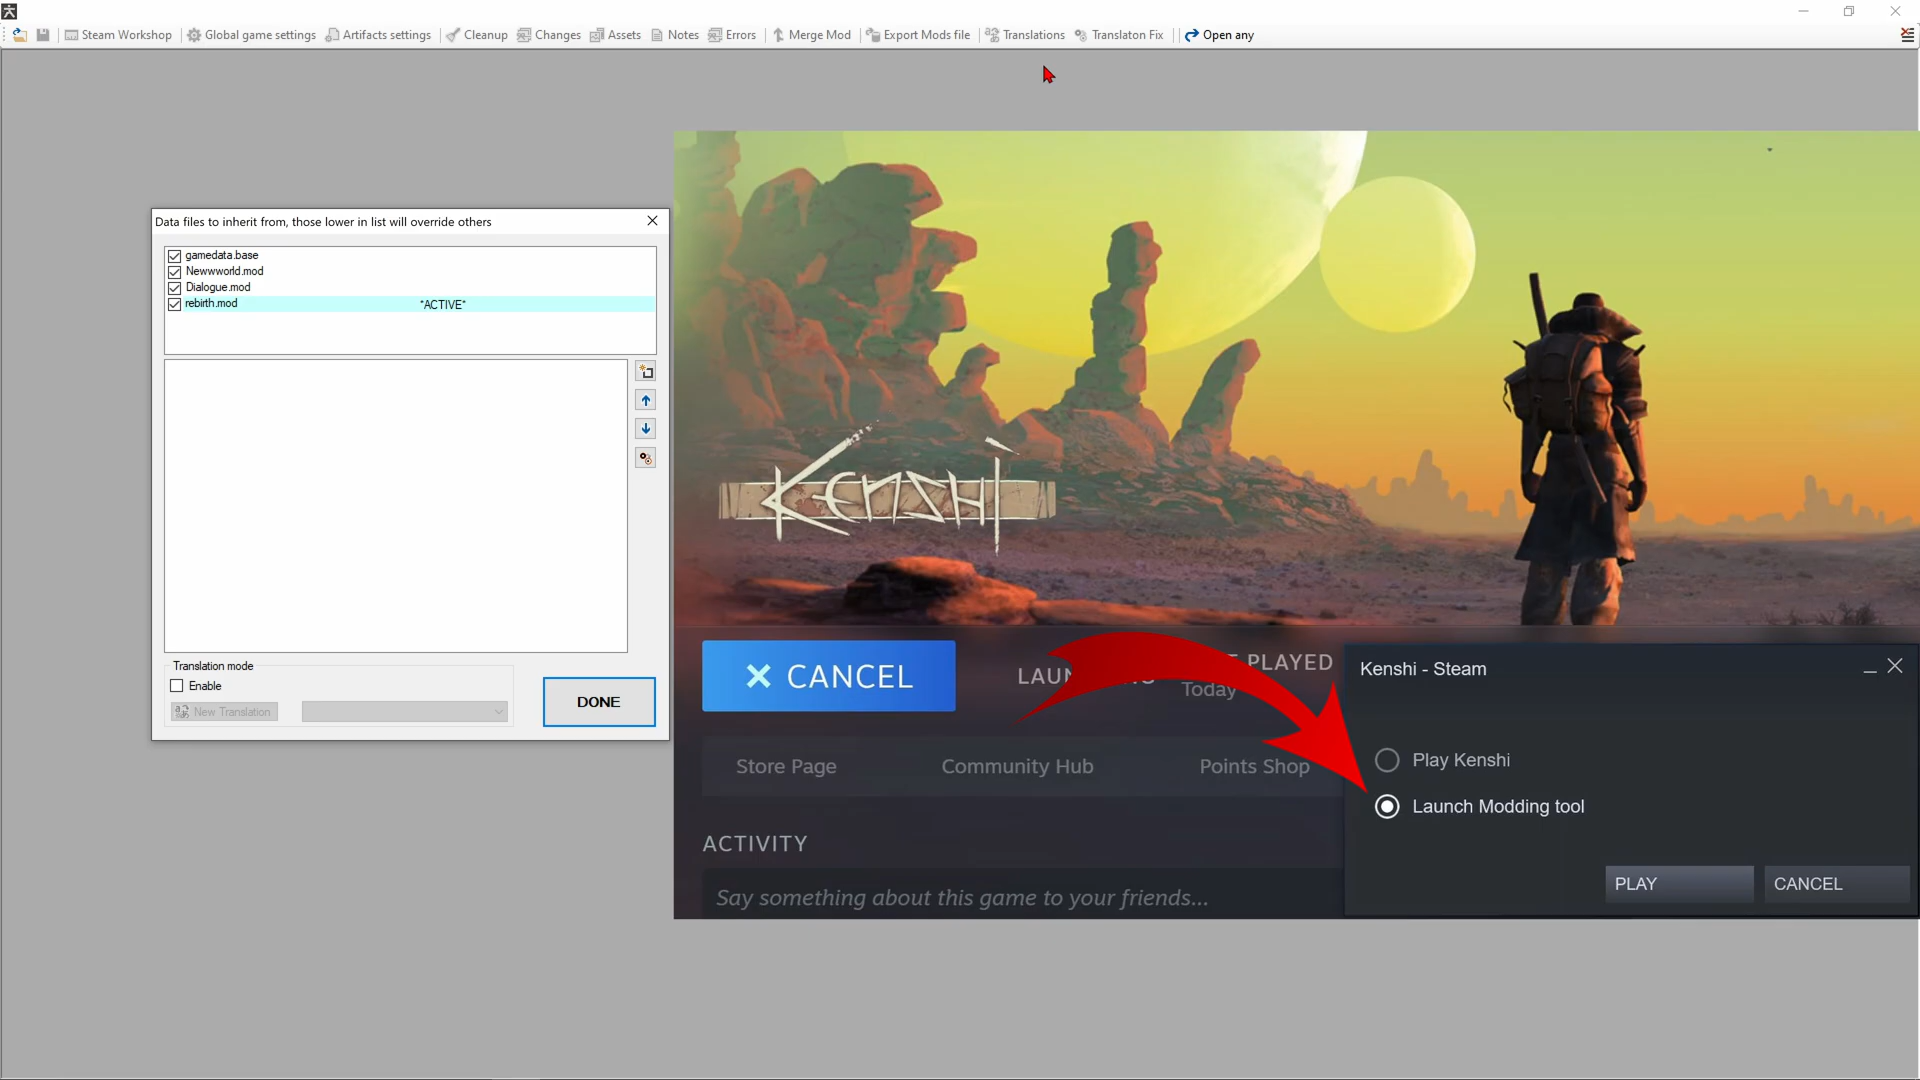 Steam Workshop Global game settings Artifacts settings Cleanup Changes Assets Notes Errors Merge Mod Export Mods file Translations Translaton Fix Open any
Data files to inherit from, those lower in list will override others
gamedata.base
Newwworld.mod
Dialogue.mod
rebirth.mod *ACTIVE*
Translation mode
Enable
New Translation
DONE
KENSHI
CANCEL
PLAYED
Today
Store Page
Community Hub
Points Shop
ACTIVITY
Say something about this game to your friends...
Kenshi - Steam
Play Kenshi
Launch Modding tool
PLAY
CANCEL